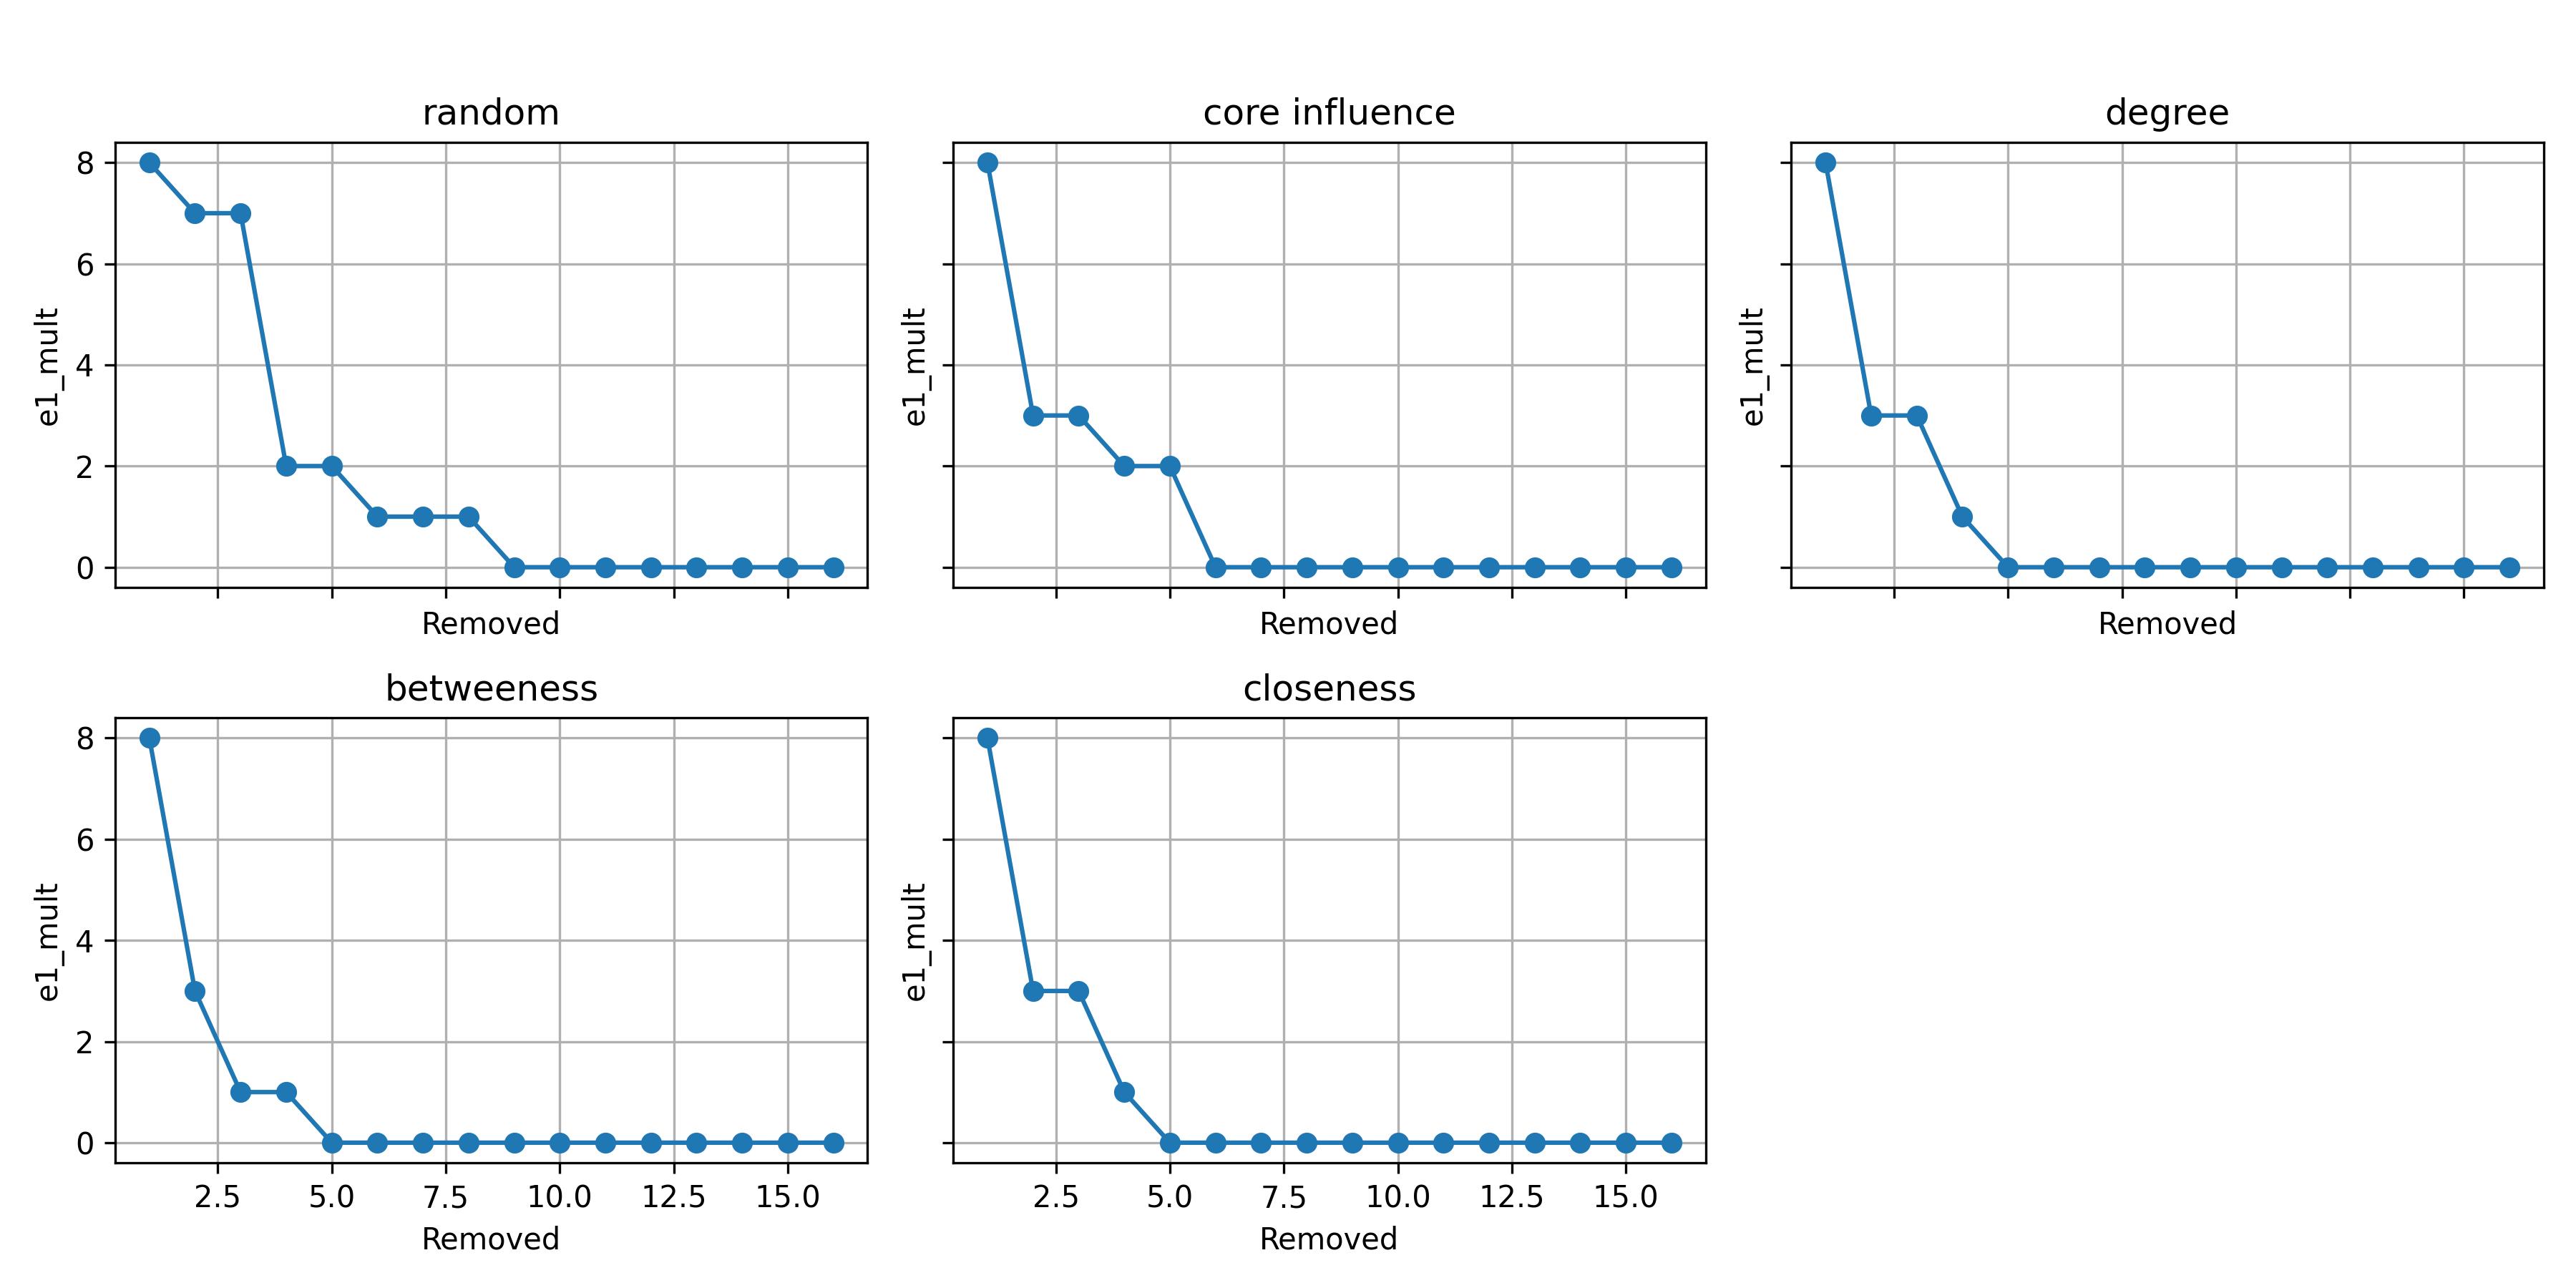 random
core influence
degree
8
6
4
2
0
e1_mult
e1_mult
e1_mult
Removed
Removed
Removed
betweeness
closeness
8
6
4
2
0
e1_mult
e1_mult
2.5 5.0 7.5 10.0 12.5 15.0
2.5 5.0 7.5 10.0 12.5 15.0
Removed
Removed